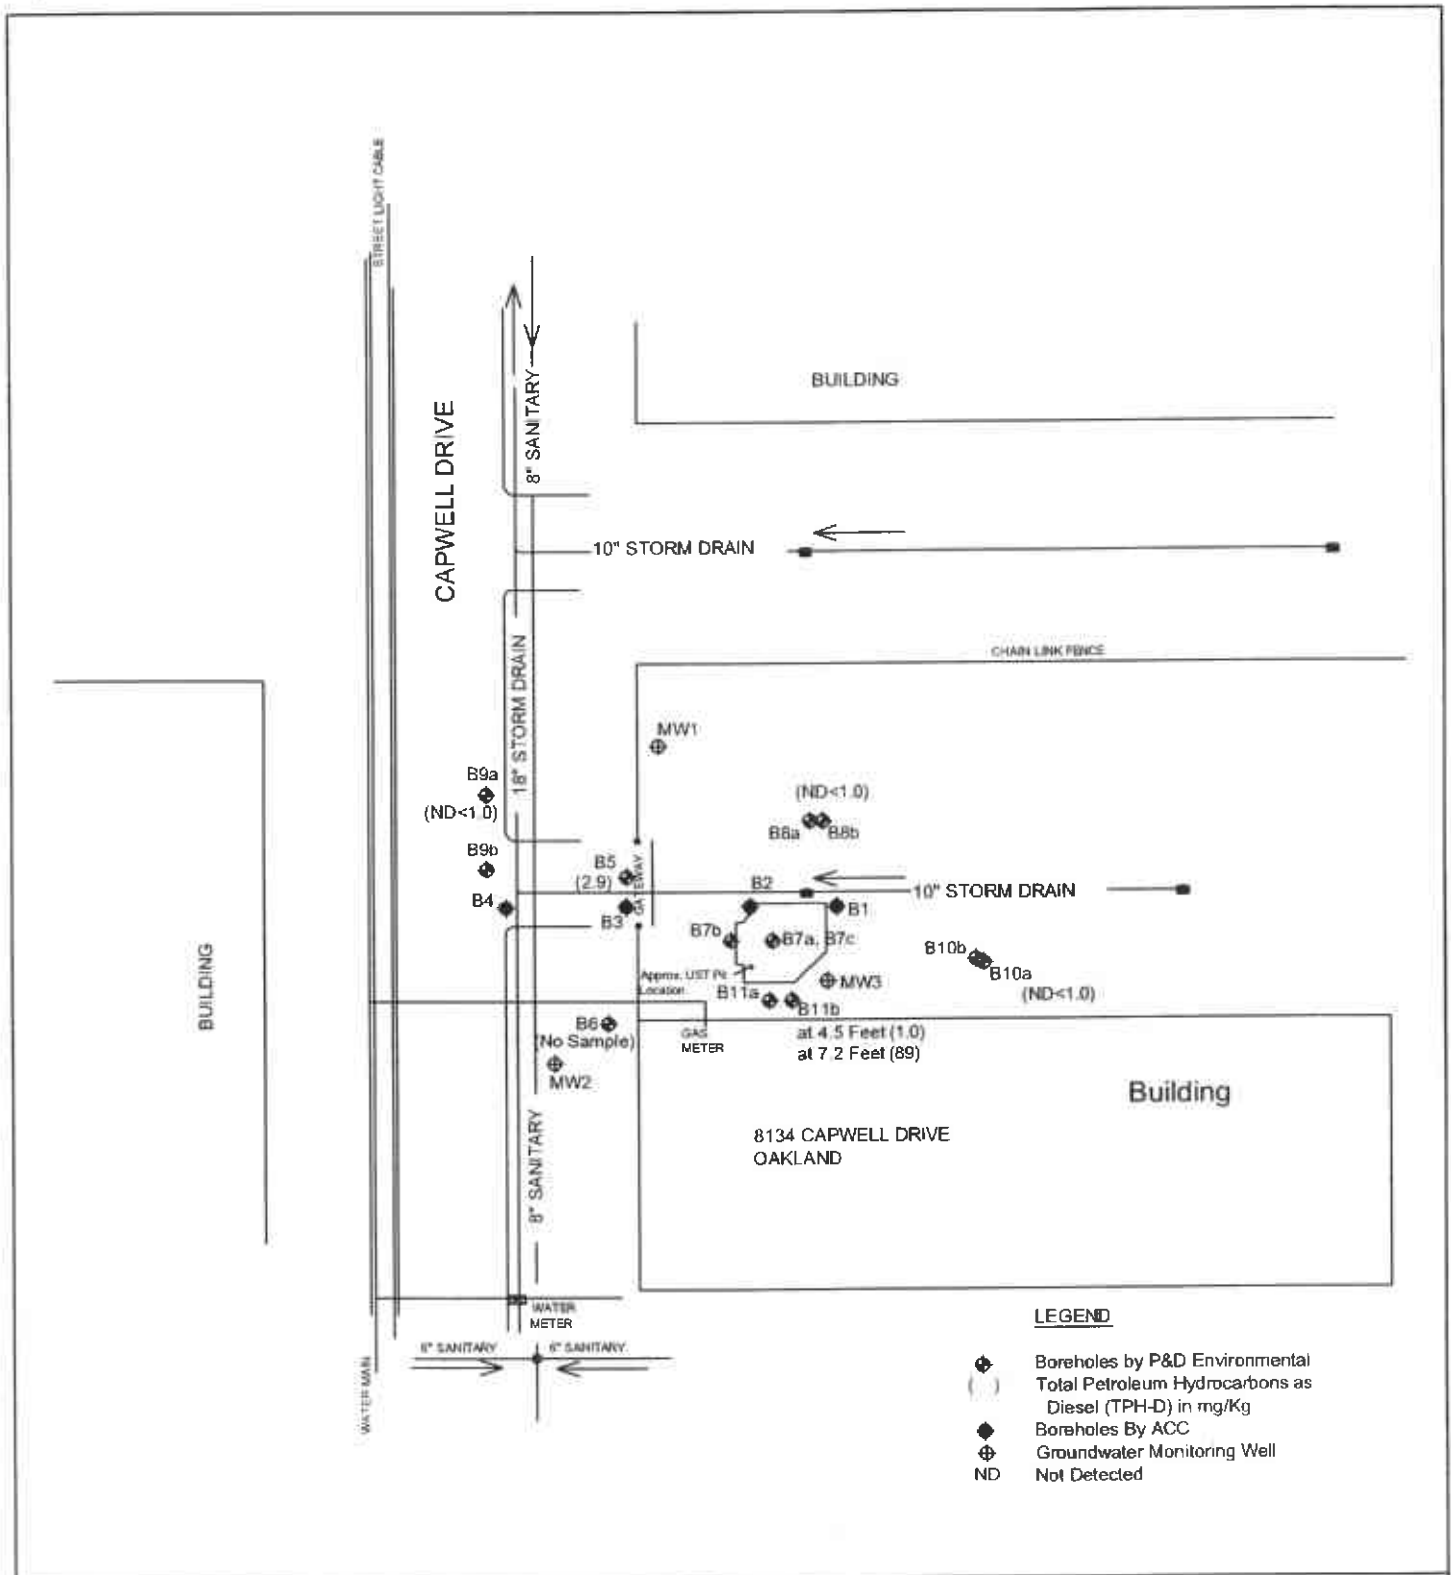 STREET LIGHT CABLE
BUILDING
8" SANITARY
CAPWELL DRIVE
10" STORM DRAIN
CHAIN LINK FENCE
18" STORM DRAIN
MW1
B9a
(ND<1.0)
(ND<1.0)
B8a
B8b
B9b
B5
(2.9)
GATEWAY
B2
10" STORM DRAIN
B4
B3
B1
B7b
B7a, B7c
B10b
B10a
(ND<1.0)
Approx. UST Pit
Location
MW3
B11a
B11b
BUILDING
B6
(No Sample)
GAS
METER
at 4.5 Feet (1.0)
at 7.2 Feet (89)
MW2
Building
8134 CAPWELL DRIVE
OAKLAND
8" SANITARY
WATER
METER
6" SANITARY
6" SANITARY
WATER MAIN
LEGEND
Boreholes by P&D Environmental
( ) Total Petroleum Hydrocarbons as
Diesel (TPH-D) in mg/Kg
Boreholes By ACC
Groundwater Monitoring Well
ND Not Detected